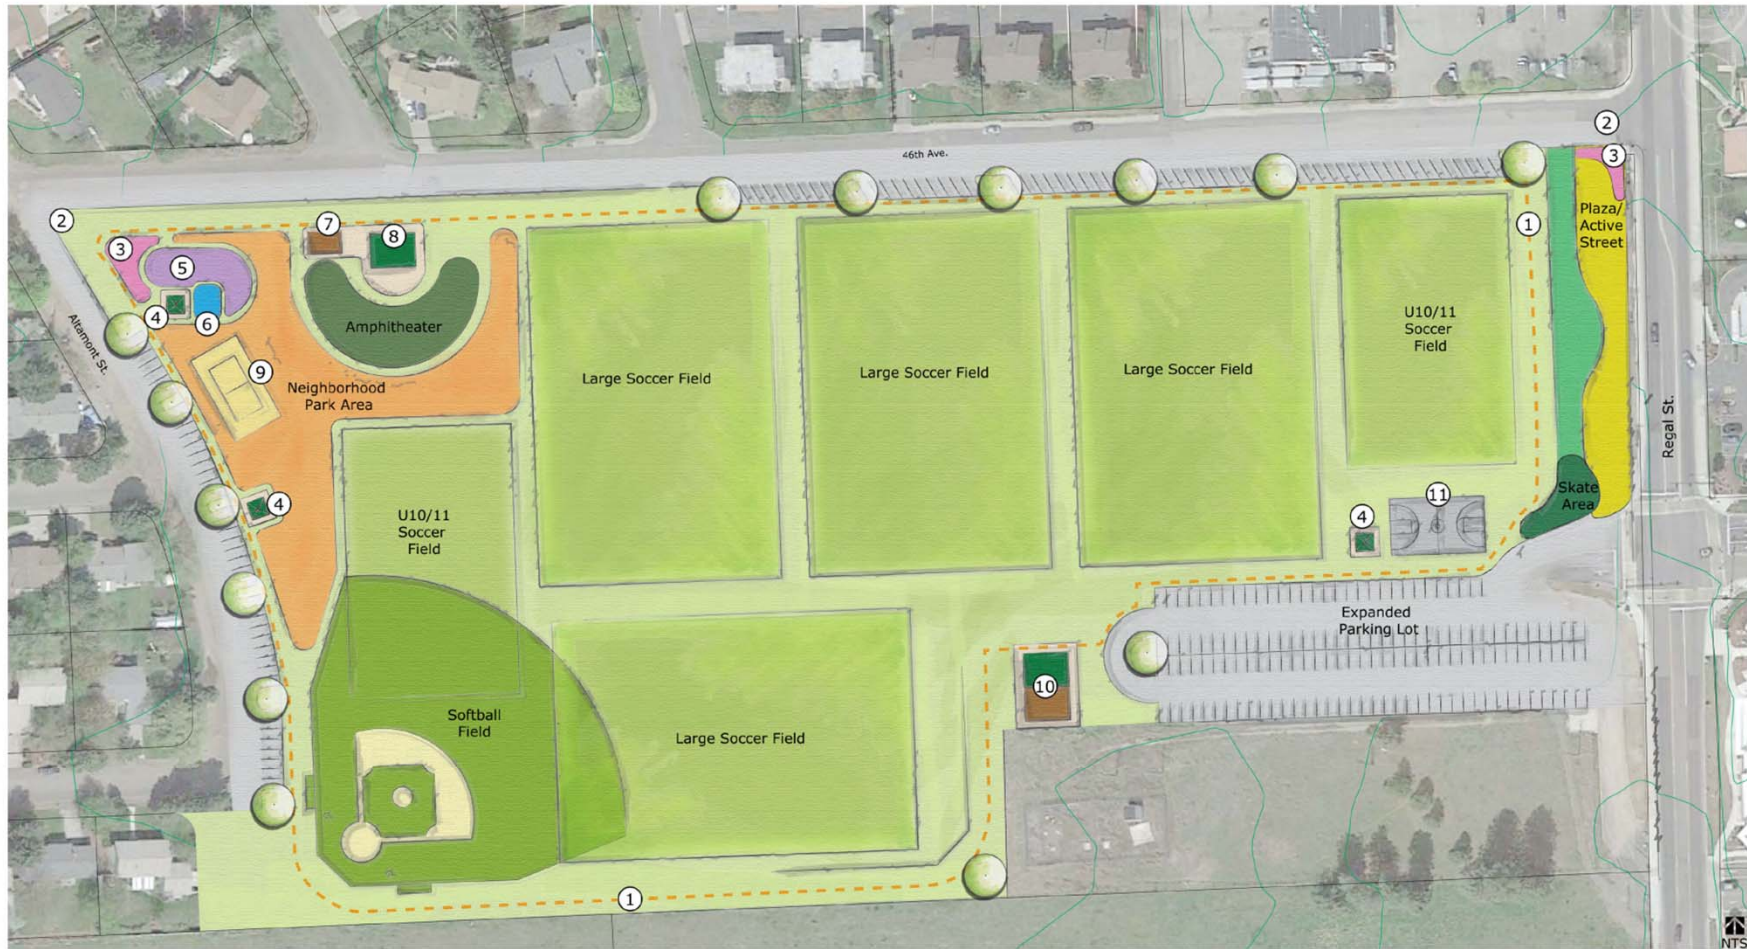 46th Ave.
2
3
Plaza/
Active
Street
1
2
7
8
3
5
4
6
Altamont St.
Amphitheater
9
Neighborhood
Park Area
Large Soccer Field
Large Soccer Field
Large Soccer Field
U10/11
Soccer
Field
Regal St.
4
U10/11
Soccer
Field
11
4
Skate
Area
Expanded
Parking Lot
10
Softball
Field
Large Soccer Field
1
NTS